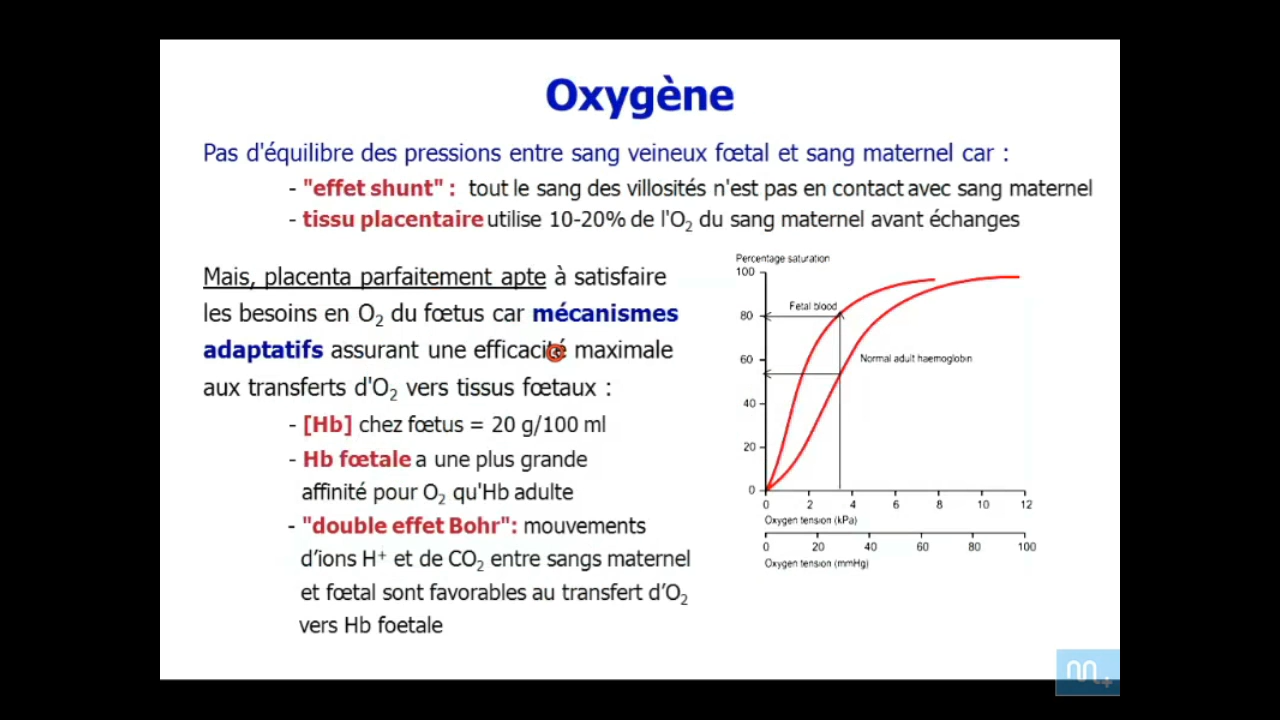 Oxygène
Pas d'équilibre des pressions entre sang veineux fœtal et sang maternel car :
- "effet shunt" : tout le sang des villosités n'est pas en contact avec sang maternel
- tissu placentaire utilise 10-20% de l'O₂ du sang maternel avant échanges
Mais, placenta parfaitement apte à satisfaire
les besoins en O₂ du fœtus car mécanismes
adaptatifs assurant une efficacité maximale
aux transferts d'O₂ vers tissus fœtaux :
- [Hb] chez fœtus = 20 g/100 ml
- Hb fœtale a une plus grande
affinité pour O₂ qu'Hb adulte
- "double effet Bohr": mouvements
d’ions H⁺ et de CO₂ entre sangs maternel
et fœtal sont favorables au transfert d’O₂
vers Hb foetale
Percentage saturation
100
80
60
40
20
0
Fetal blood
Normal adult haemoglobin
0 2 4 6 8 10 12
Oxygen tension (kPa)
0 20 40 60 80 100
Oxygen tension (mmHg)